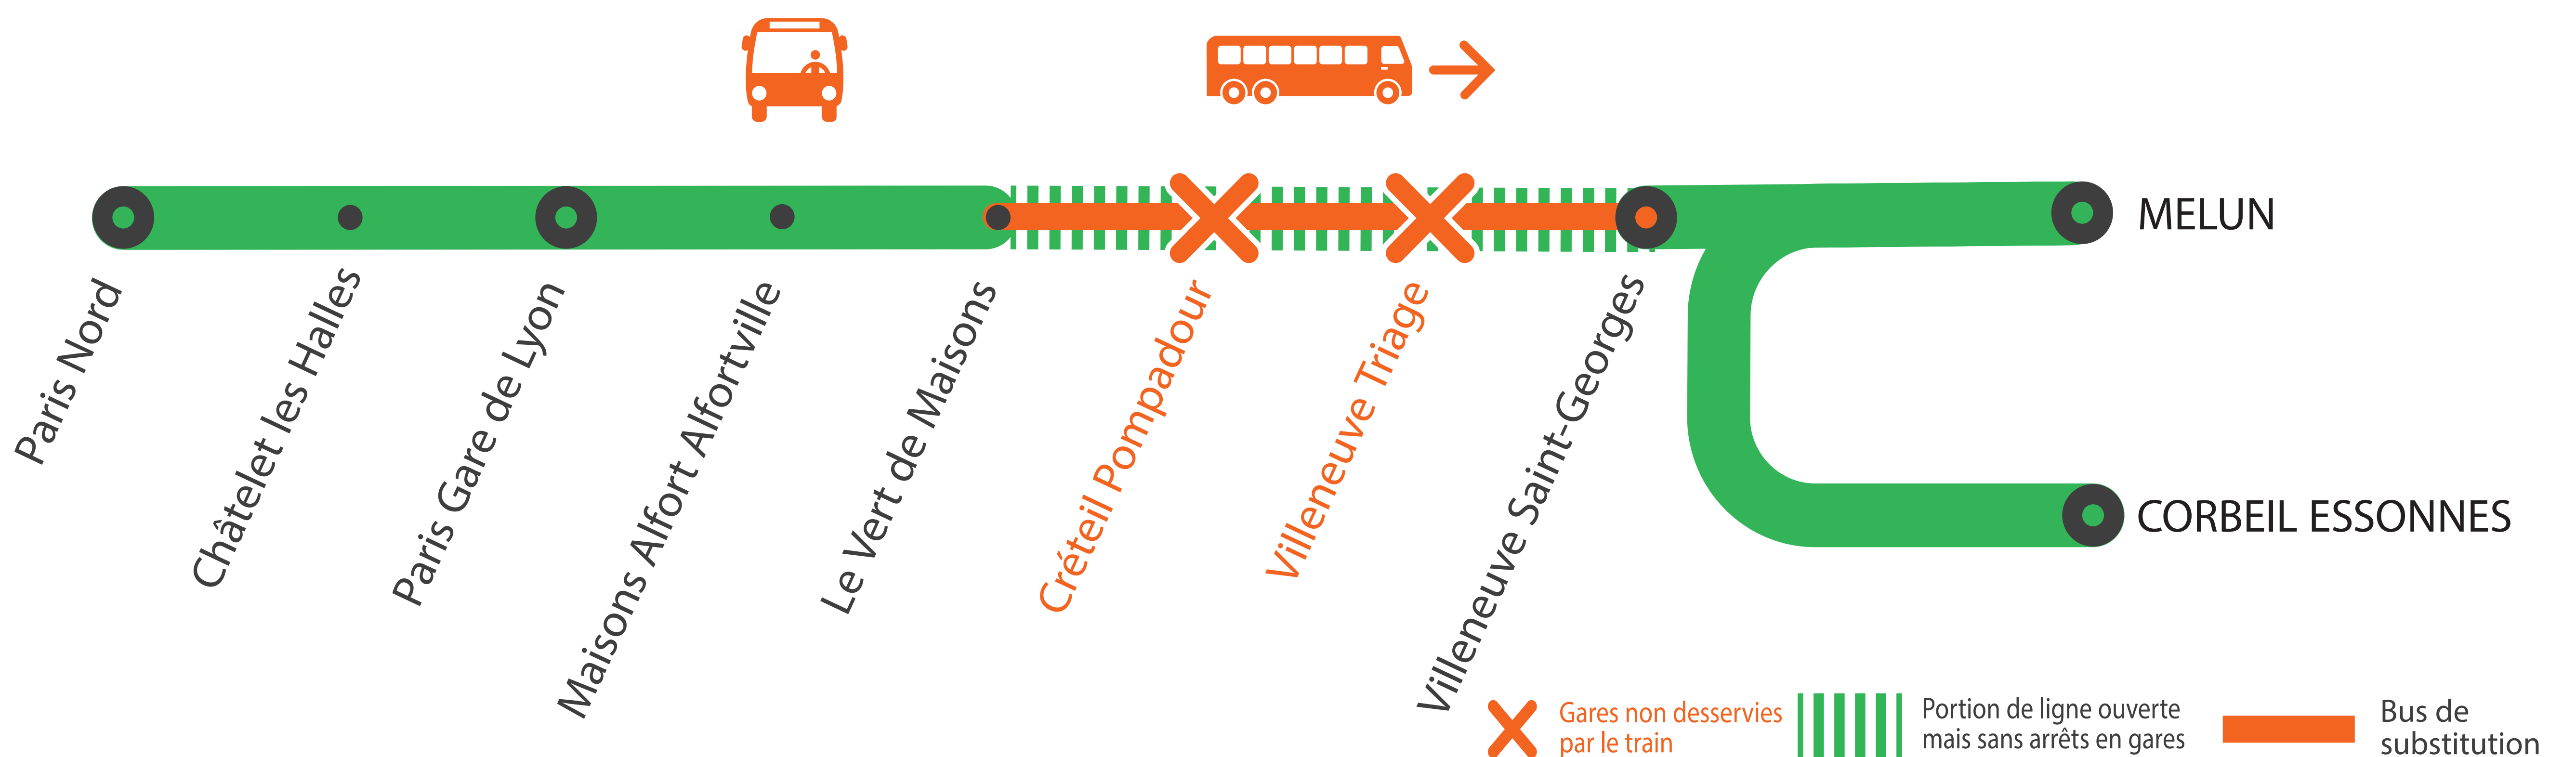 Paris Nord
Châtelet les Halles
Paris Gare de Lyon
Maisons Alfort Alfortville
Le Vert de Maisons
Créteil Pompadour
Villeneuve Triage
Villeneuve Saint-Georges
MELUN
CORBEIL ESSONNES
Gares non desservies
par le train
Portion de ligne ouverte
mais sans arrêts en gares
Bus de
substitution